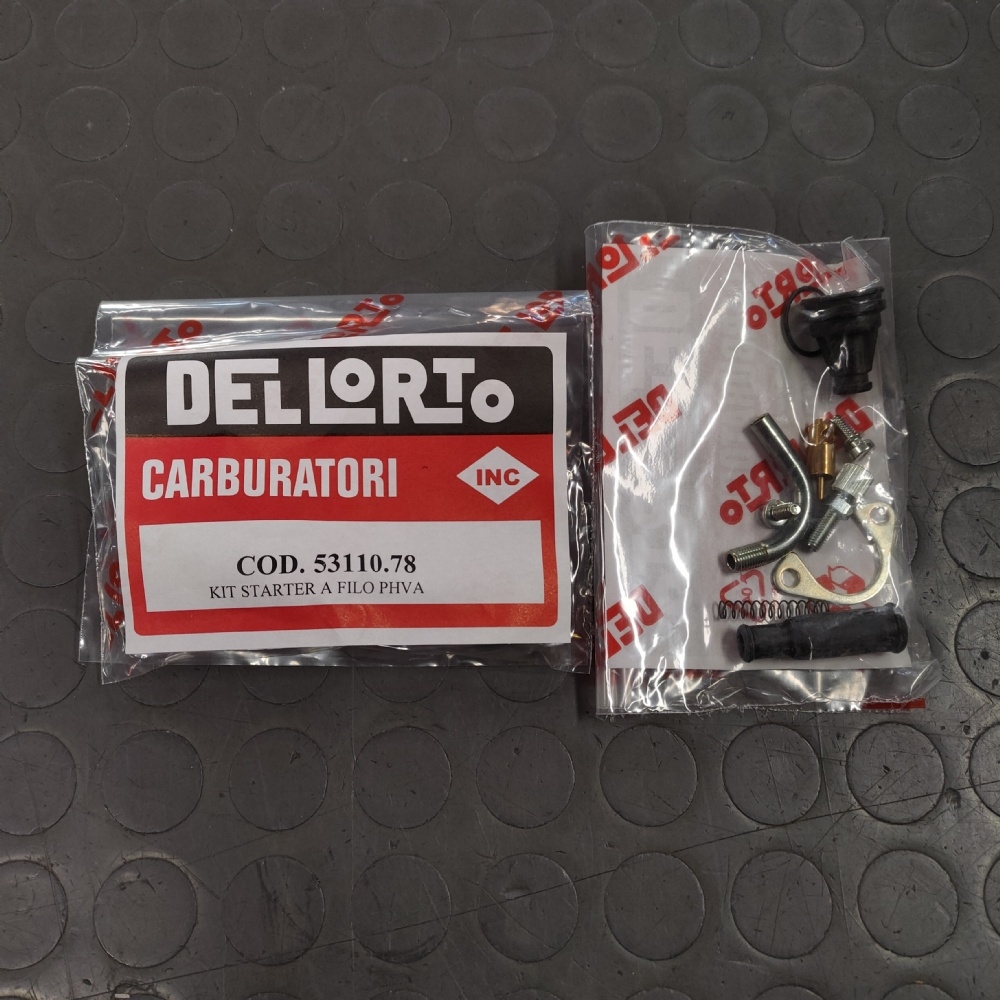 DELLORTO
CARBURATORI
INC
COD. 53110.78
KIT STARTER A FILO PHVA